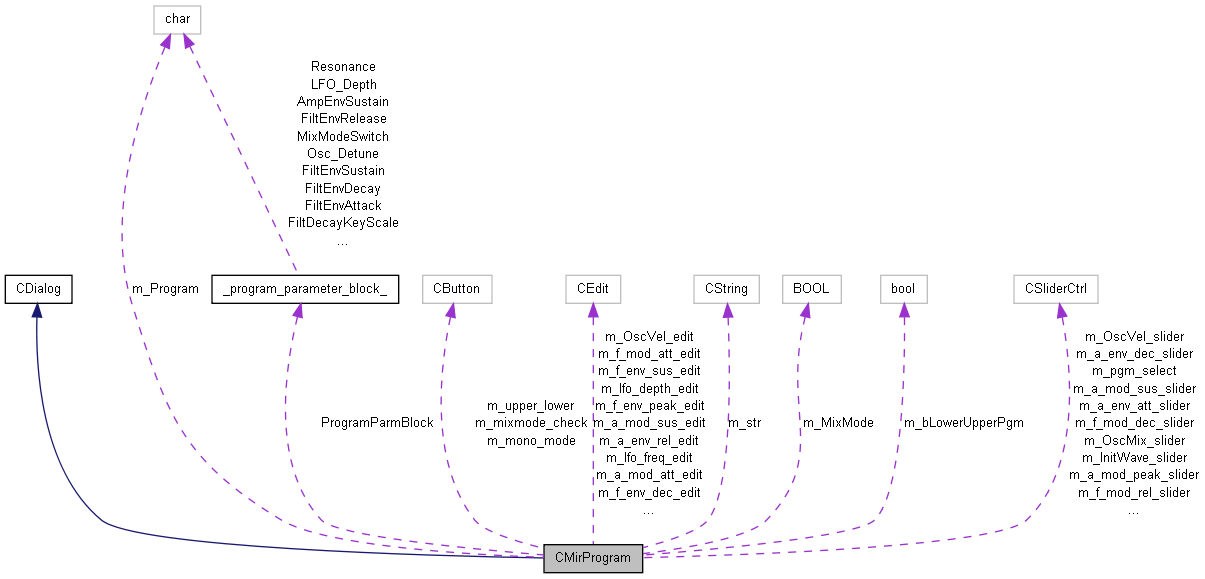 char
Resonance
LFO_Depth
AmpEnvSustain
FiltEnvRelease
MixModeSwitch
Osc_Detune
FiltEnvSustain
FiltEnvDecay
FiltEnvAttack
FiltDecayKeyScale
...
CDialog
m_Program
_program_parameter_block_
CButton
CEdit
CString
BOOL
bool
CSliderCtrl
ProgramParmBlock
m_upper_lower
m_mixmode_check
m_mono_mode
m_OscVel_edit
m_f_mod_att_edit
m_f_env_sus_edit
m_lfo_depth_edit
m_f_env_peak_edit
m_a_mod_sus_edit
m_a_env_rel_edit
m_lfo_freq_edit
m_a_mod_att_edit
m_f_env_dec_edit
...
m_str
m_MixMode
m_bLowerUpperPgm
m_OscVel_slider
m_a_env_dec_slider
m_pgm_select
m_a_mod_sus_slider
m_a_env_att_slider
m_f_mod_dec_slider
m_OscMix_slider
m_InitWave_slider
m_a_mod_peak_slider
m_f_mod_rel_slider
...
CMirProgram